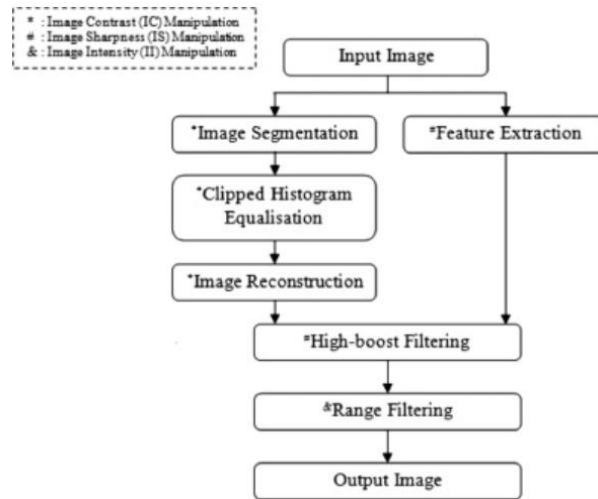 * : Image Contrast (IC) Manipulation
# : Image Sharpness (IS) Manipulation
& : Image Intensity (II) Manipulation
Input Image
*Image Segmentation
#Feature Extraction
*Clipped Histogram
Equalisation
*Image Reconstruction
#High-boost Filtering
&Range Filtering
Output Image